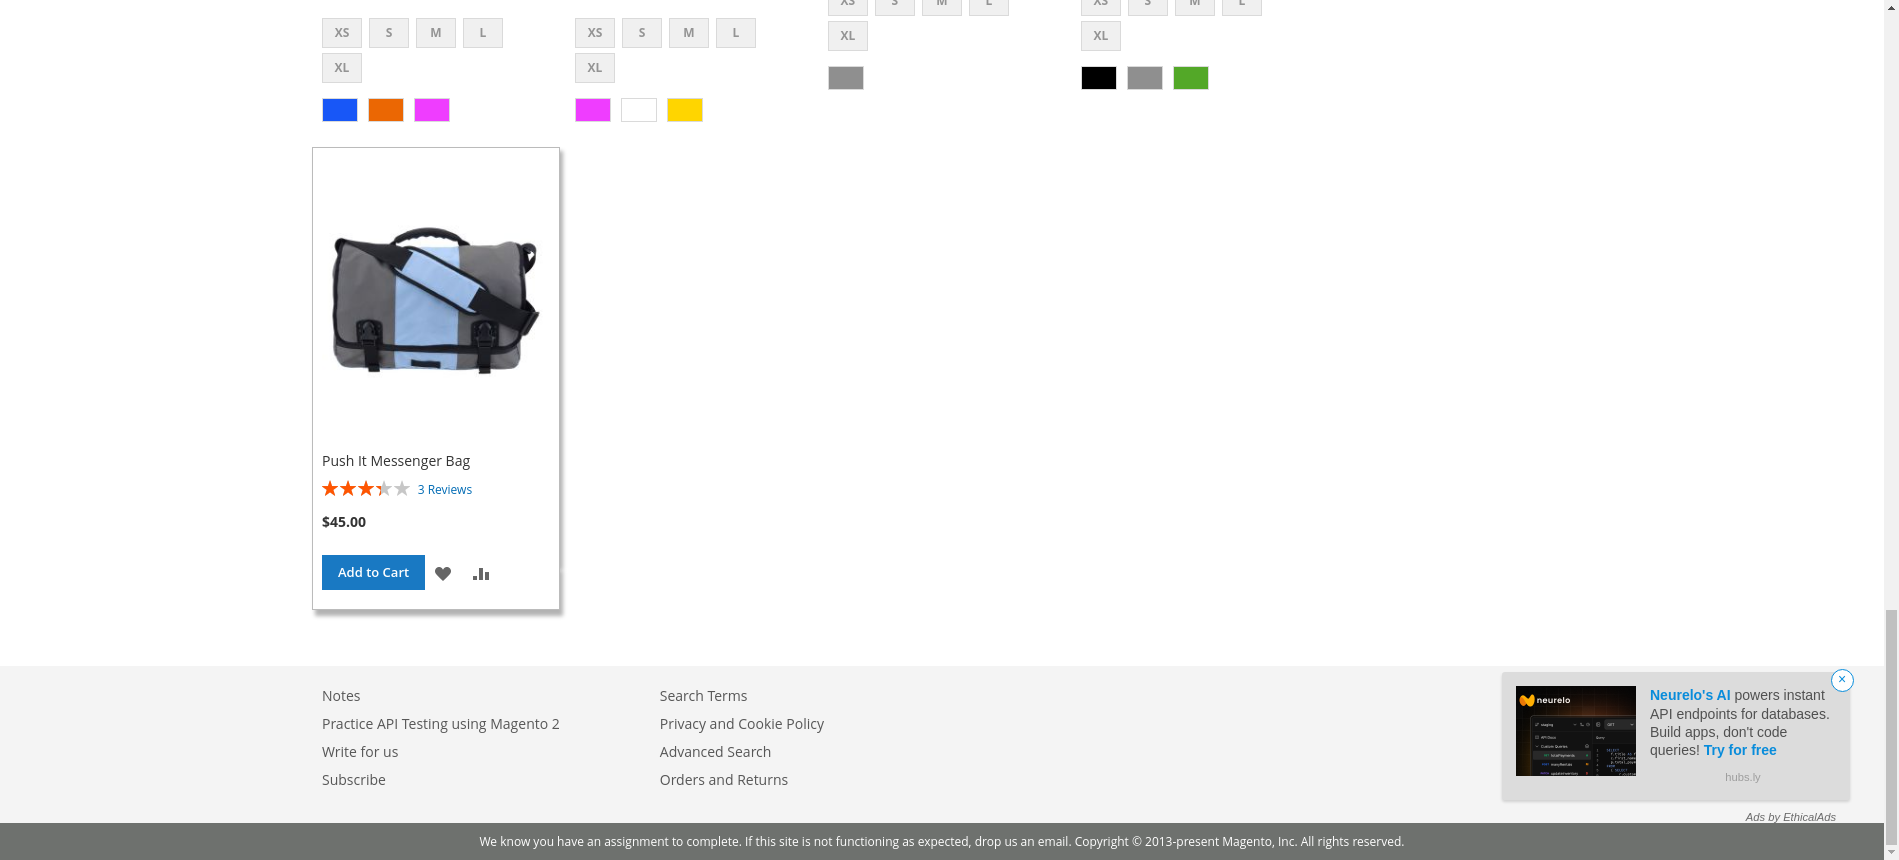 XS S M L
XL
XS S M L
XL
XS S M L
XL
XS S M L
XL
Push It Messenger Bag
3 Reviews
$45.00
Add to Cart
Notes
Practice API Testing using Magento 2
Write for us
Subscribe
Search Terms
Privacy and Cookie Policy
Advanced Search
Orders and Returns
neurelo
Neurelo's AI powers instant
API endpoints for databases.
Build apps, don't code
queries! Try for free
hubs.ly
Ads by EthicalAds
We know you have an assignment to complete. If this site is not functioning as expected, drop us an email. Copyright © 2013-present Magento, Inc. All rights reserved.